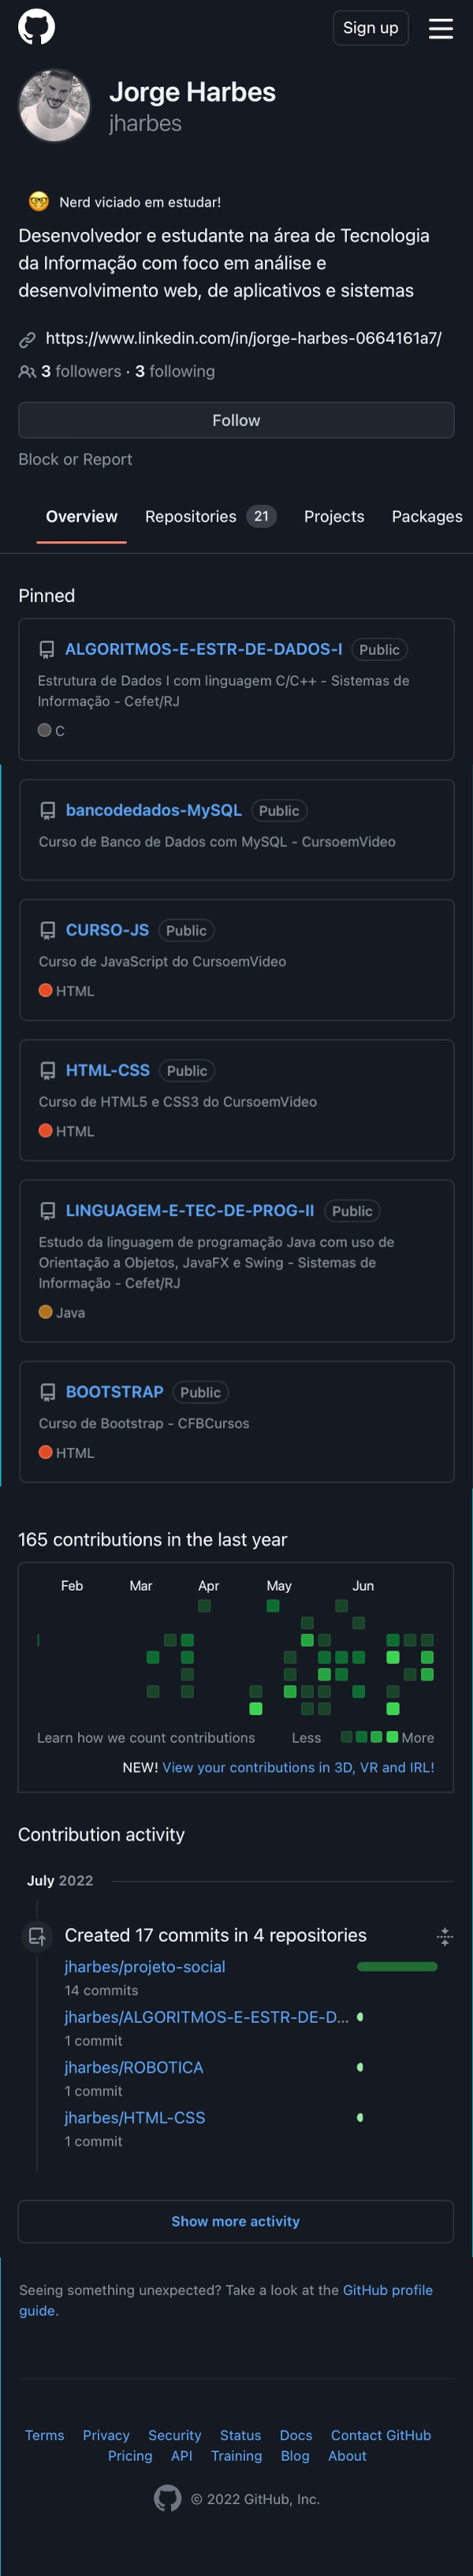 Sign up
Jorge Harbes
jharbes
Nerd viciado em estudar!
Desenvolvedor e estudante na área de Tecnologia
da Informação com foco em análise e
desenvolvimento web, de aplicativos e sistemas
https://www.linkedin.com/in/jorge-harbes-0664161a7/
3 followers · 3 following
Follow
Block or Report
Overview Repositories 21 Projects Packages
Pinned
ALGORITMOS-E-ESTR-DE-DADOS-I Public
Estrutura de Dados I com linguagem C/C++ - Sistemas de
Informação - Cefet/RJ
C
bancodedados-MySQL Public
Curso de Banco de Dados com MySQL - CursoemVideo
CURSO-JS Public
Curso de JavaScript do CursoemVideo
HTML
HTML-CSS Public
Curso de HTML5 e CSS3 do CursoemVideo
HTML
LINGUAGEM-E-TEC-DE-PROG-II Public
Estudo da linguagem de programação Java com uso de
Orientação a Objetos, JavaFX e Swing - Sistemas de
Informação - Cefet/RJ
Java
BOOTSTRAP Public
Curso de Bootstrap - CFBCursos
HTML
165 contributions in the last year
Feb Mar Apr May Jun
Learn how we count contributions Less More
NEW! View your contributions in 3D, VR and IRL!
Contribution activity
July 2022
Created 17 commits in 4 repositories
jharbes/projeto-social
14 commits
jharbes/ALGORITMOS-E-ESTR-DE-D...
1 commit
jharbes/ROBOTICA
1 commit
jharbes/HTML-CSS
1 commit
Show more activity
Seeing something unexpected? Take a look at the GitHub profile
guide.
Terms Privacy Security Status Docs Contact GitHub
Pricing API Training Blog About
© 2022 GitHub, Inc.